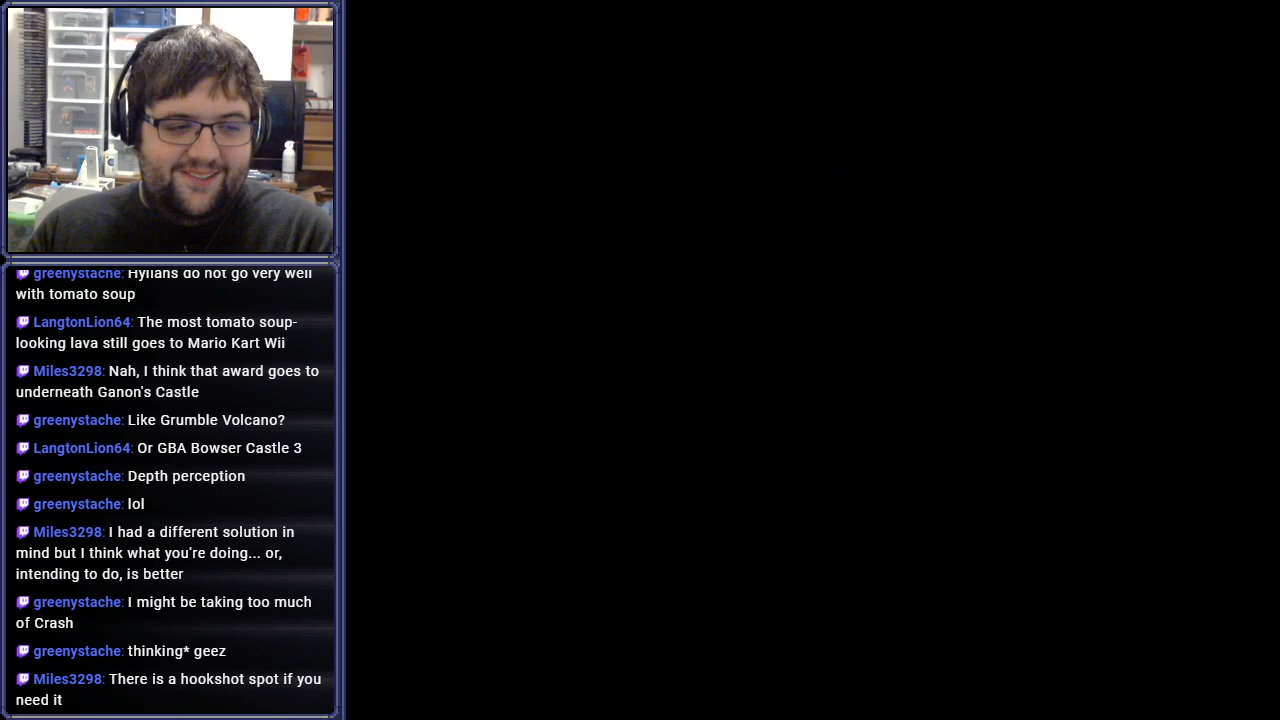 greenystache: Hylians do not go very well
with tomato soup
LangtonLion64: The most tomato soup-
looking lava still goes to Mario Kart Wii
Miles3298: Nah, I think that award goes to
underneath Ganon's Castle
greenystache: Like Grumble Volcano?
LangtonLion64: Or GBA Bowser Castle 3
greenystache: Depth perception
greenystache: lol
Miles3298: I had a different solution in
mind but I think what you're doing... or,
intending to do, is better
greenystache: I might be taking too much
of Crash
greenystache: thinking* geez
Miles3298: There is a hookshot spot if you
need it